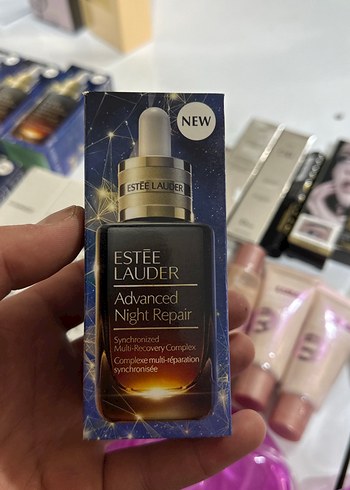 NEW
ESTĒE LAUDER
ESTĒE
LAUDER
Advanced
Night Repair
Synchronized
Multi-Recovery Complex
Complexe multi-réparation
synchronisée